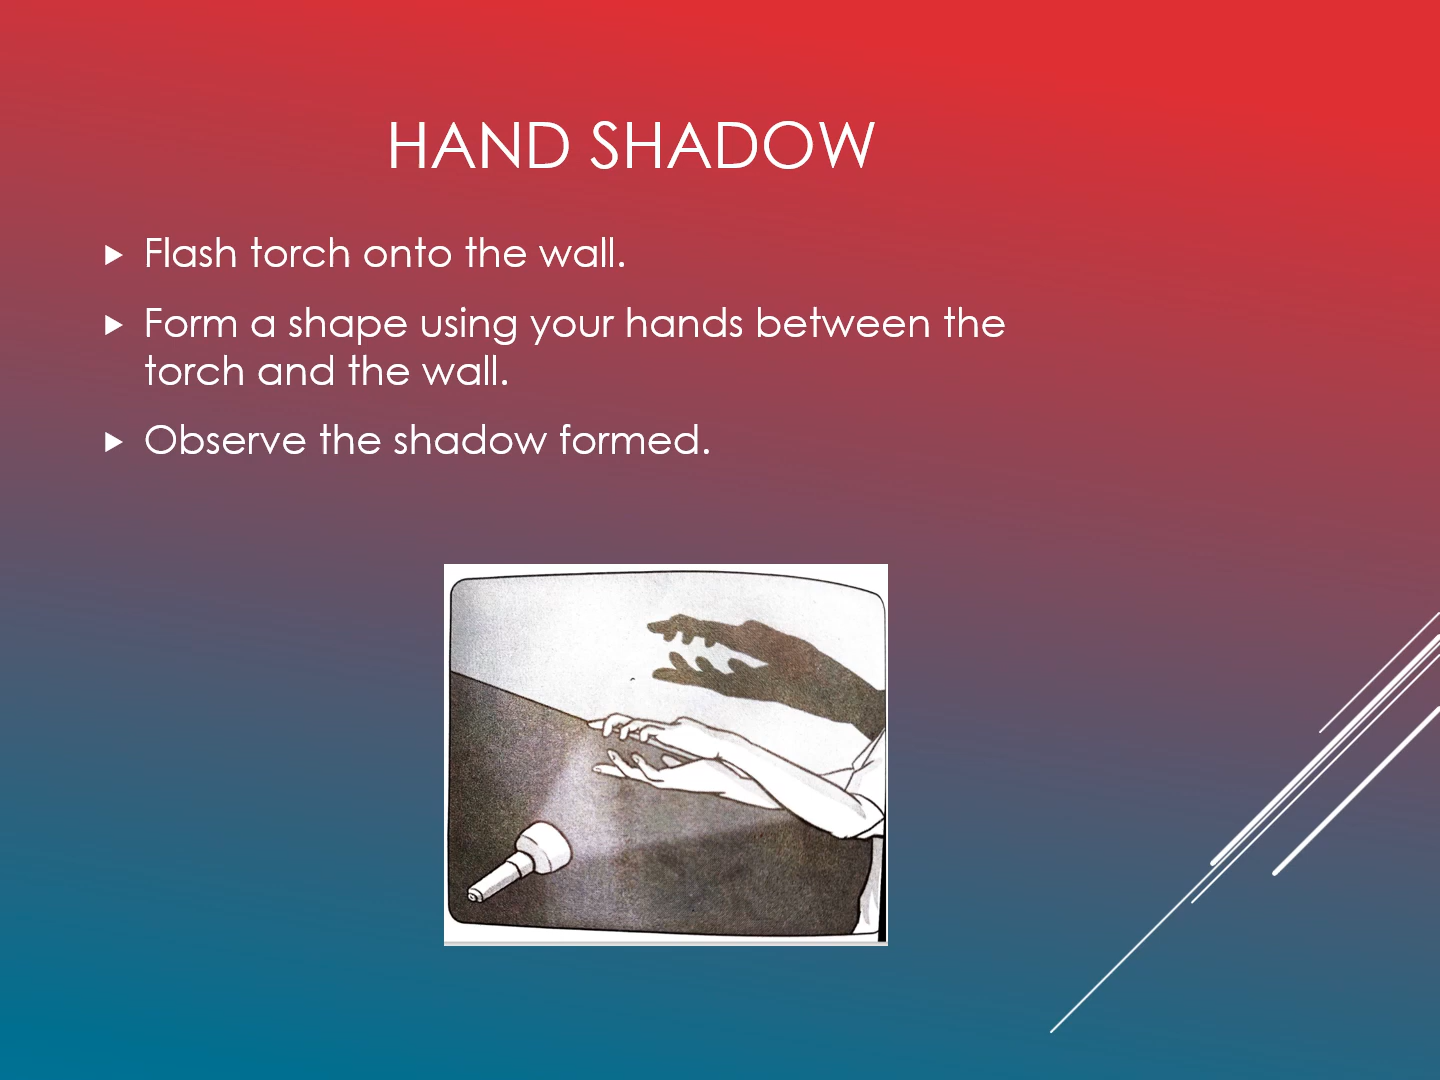 HAND SHADOW
Flash torch onto the wall.
Form a shape using your hands between the
torch and the wall.
Observe the shadow formed.